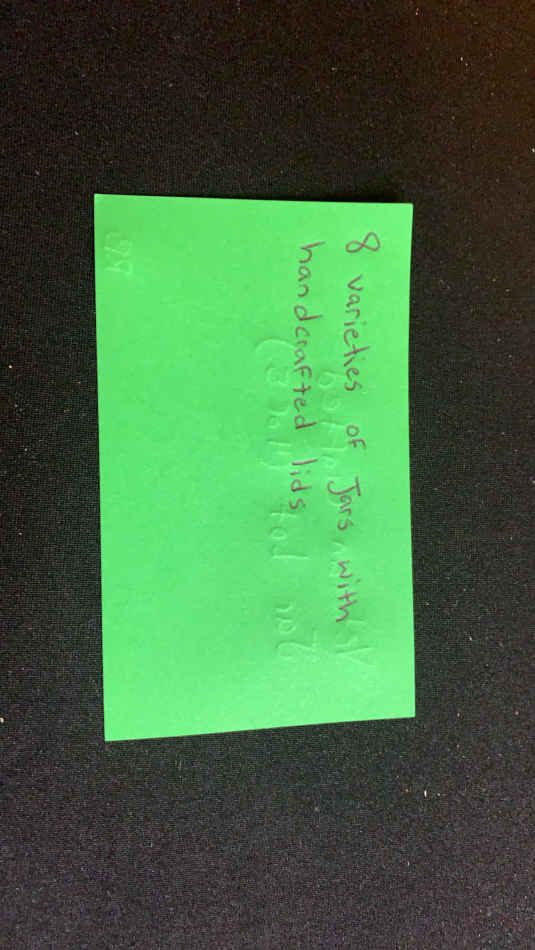 8 varieties of Jars with
handcrafted lids